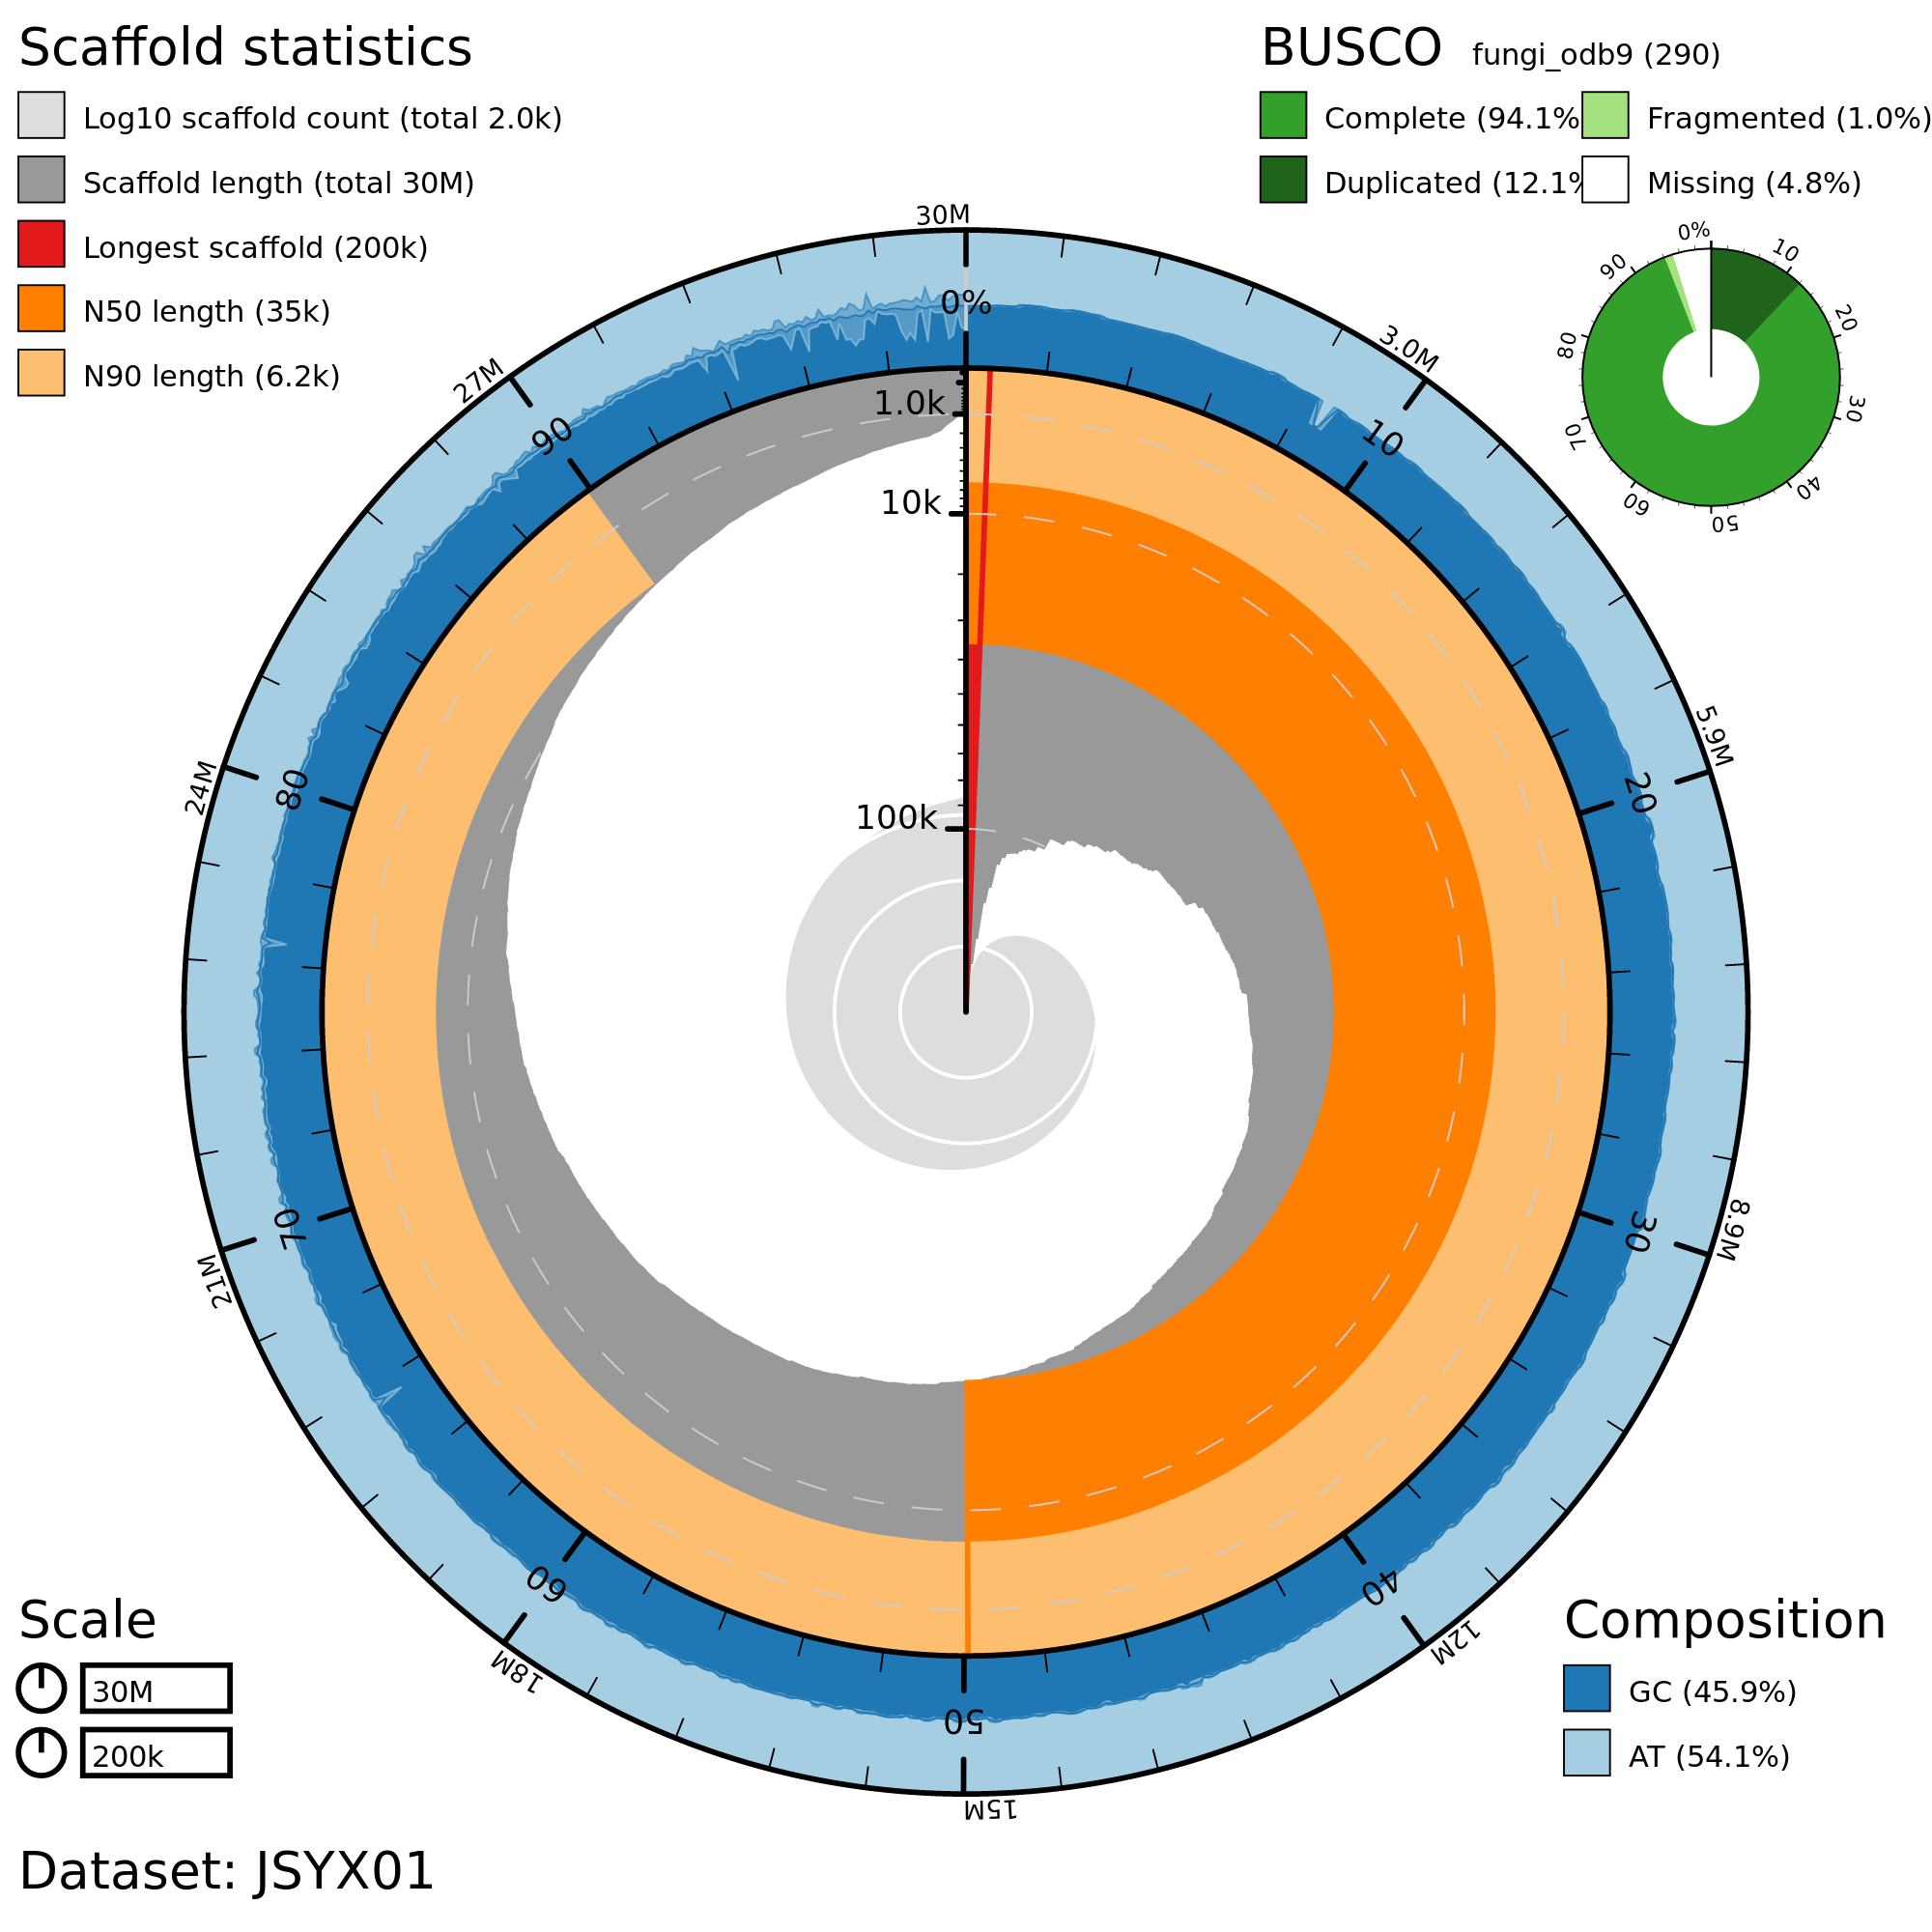 Scaffold statistics
Log10 scaffold count (total 2.0k)
Scaffold length (total 30M)
Longest scaffold (200k)
N50 length (35k)
N90 length (6.2k)
BUSCO fungi_odb9 (290)
Complete (94.1% Fragmented (1.0%)
Duplicated (12.1% Missing (4.8%)
0%
10
20
30
40
50
60
70
80
90
30M
3.0M
5.9M
8.9M
12M
15M
18M
21M
24M
27M
0%
10
20
30
40
50
60
70
80
90
1.0k
10k
100k
Scale
30M
200k
Composition
GC (45.9%)
AT (54.1%)
Dataset: JSYX01